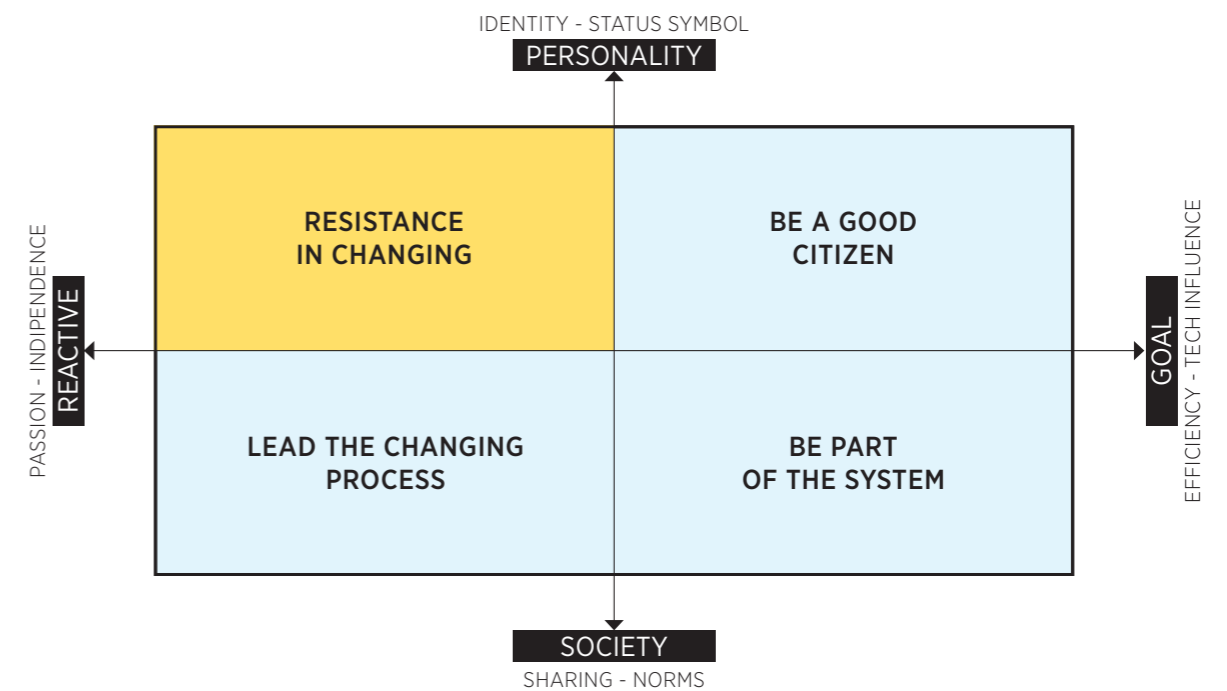 IDENTITY - STATUS SYMBOL
PERSONALITY
RESISTANCE
IN CHANGING
BE A GOOD
CITIZEN
PASSION - INDIPENDENCE
REACTIVE
GOAL
EFFICIENCY - TECH INFLUENCE
LEAD THE CHANGING
PROCESS
BE PART
OF THE SYSTEM
SOCIETY
SHARING - NORMS